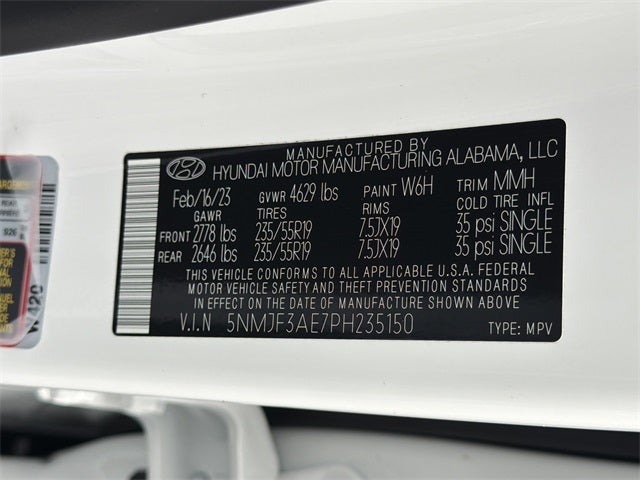 MANUFACTURED BY
HYUNDAI MOTOR MANUFACTURING ALABAMA, LLC
Feb/16/23 GVWR 4629 lbs PAINT W6H TRIM MMH
GAWR TIRES RIMS COLD TIRE INFL
FRONT 2778 lbs 235/55R19 7.5JX19 35 psi SINGLE
REAR 2646 lbs 235/55R19 7.5JX19 35 psi SINGLE
THIS VEHICLE CONFORMS TO ALL APPLICABLE U.S.A. FEDERAL
MOTOR VEHICLE SAFETY AND THEFT PREVENTION STANDARDS
IN EFFECT ON THE DATE OF MANUFACTURE SHOWN ABOVE
V.I.N 5NMJF3AE7PH235150 TYPE: MPV
W420